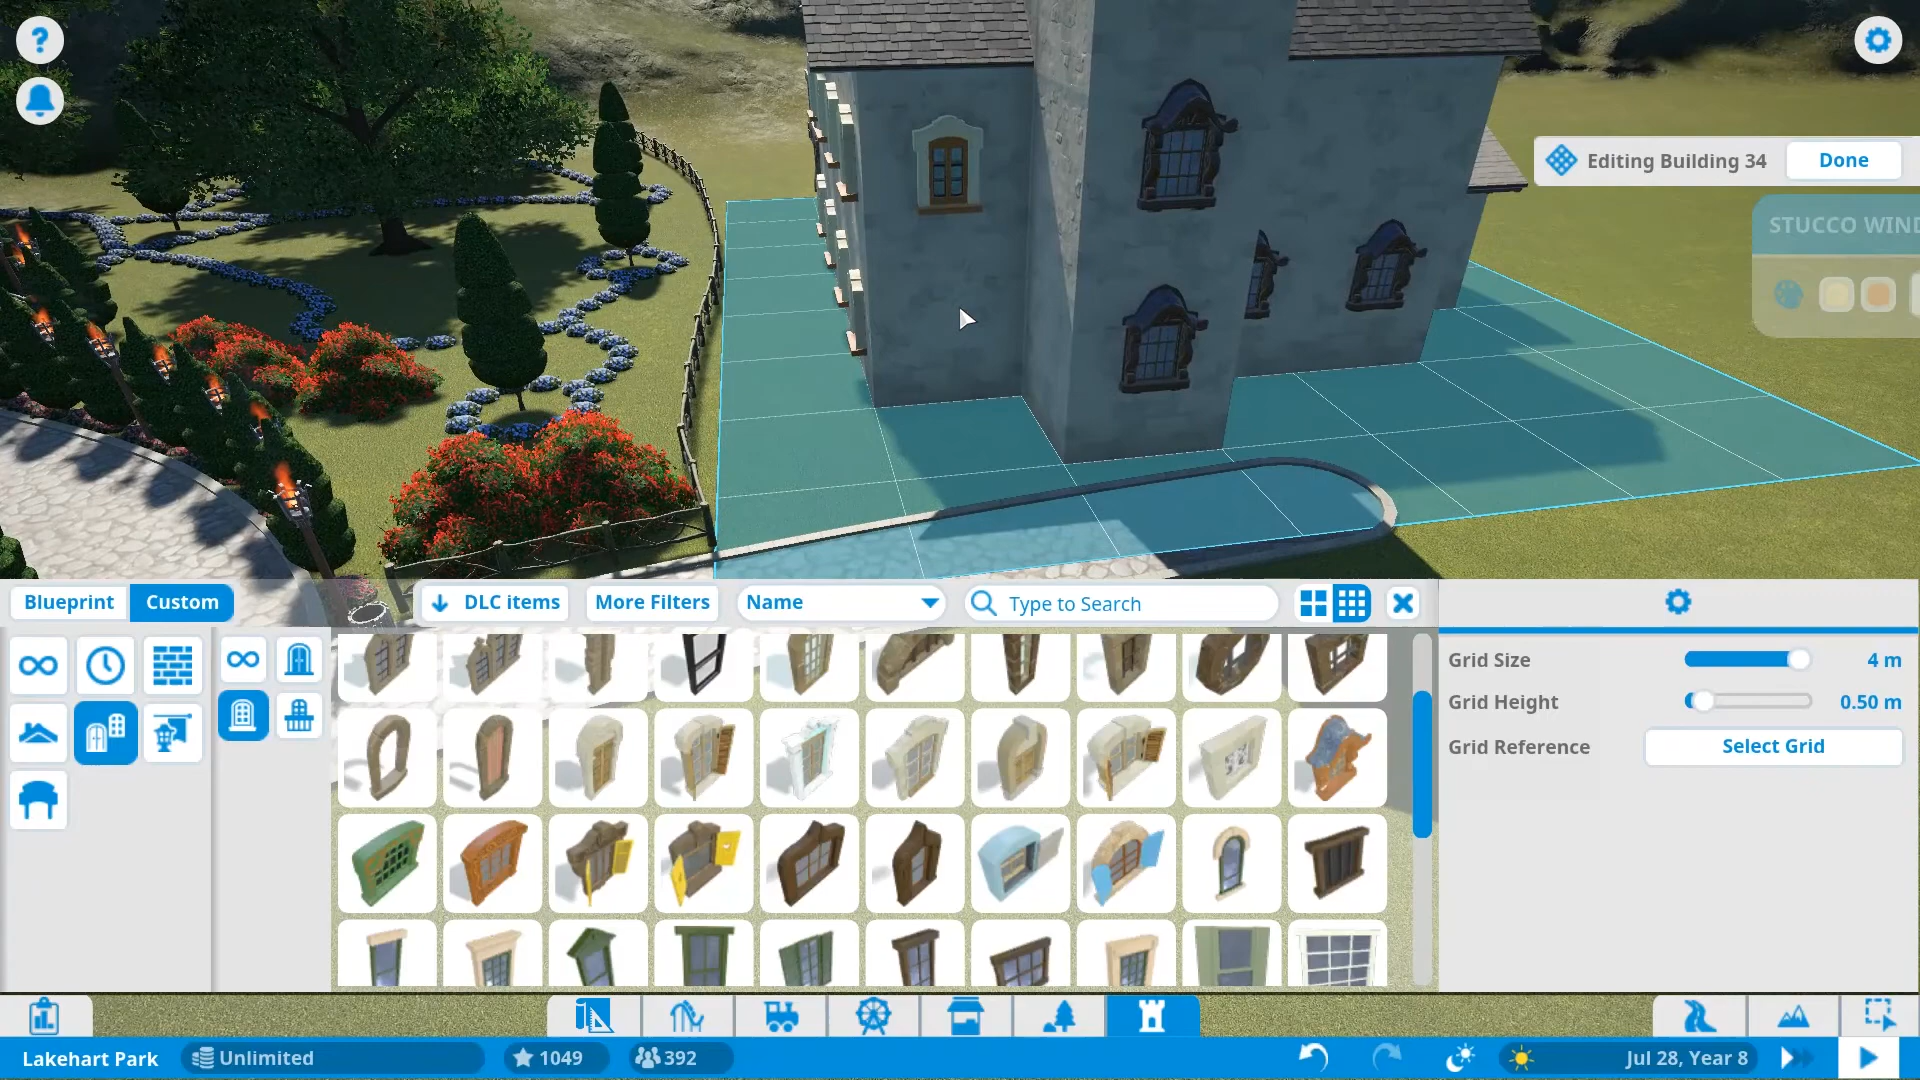 ?
Editing Building 34
Done
STUCCO WIND
Blueprint
Custom
DLC items
More Filters
Name
Type to Search
Grid Size
4 m
Grid Height
0.50 m
Grid Reference
Select Grid
Lakehart Park
Unlimited
1049
392
Jul 28, Year 8